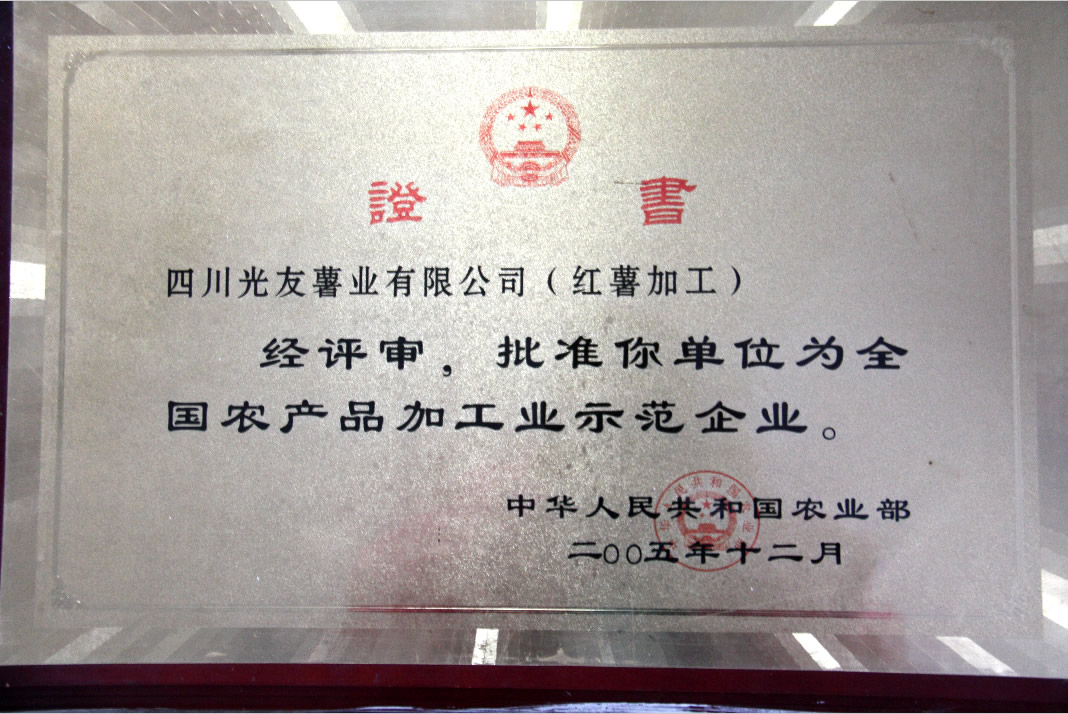 證書
四川光友薯业有限公司（红薯加工）
经评审，批准你单位为全
国农产品加工业示范企业。
中华人民共和国农业部
二〇〇五年十二月